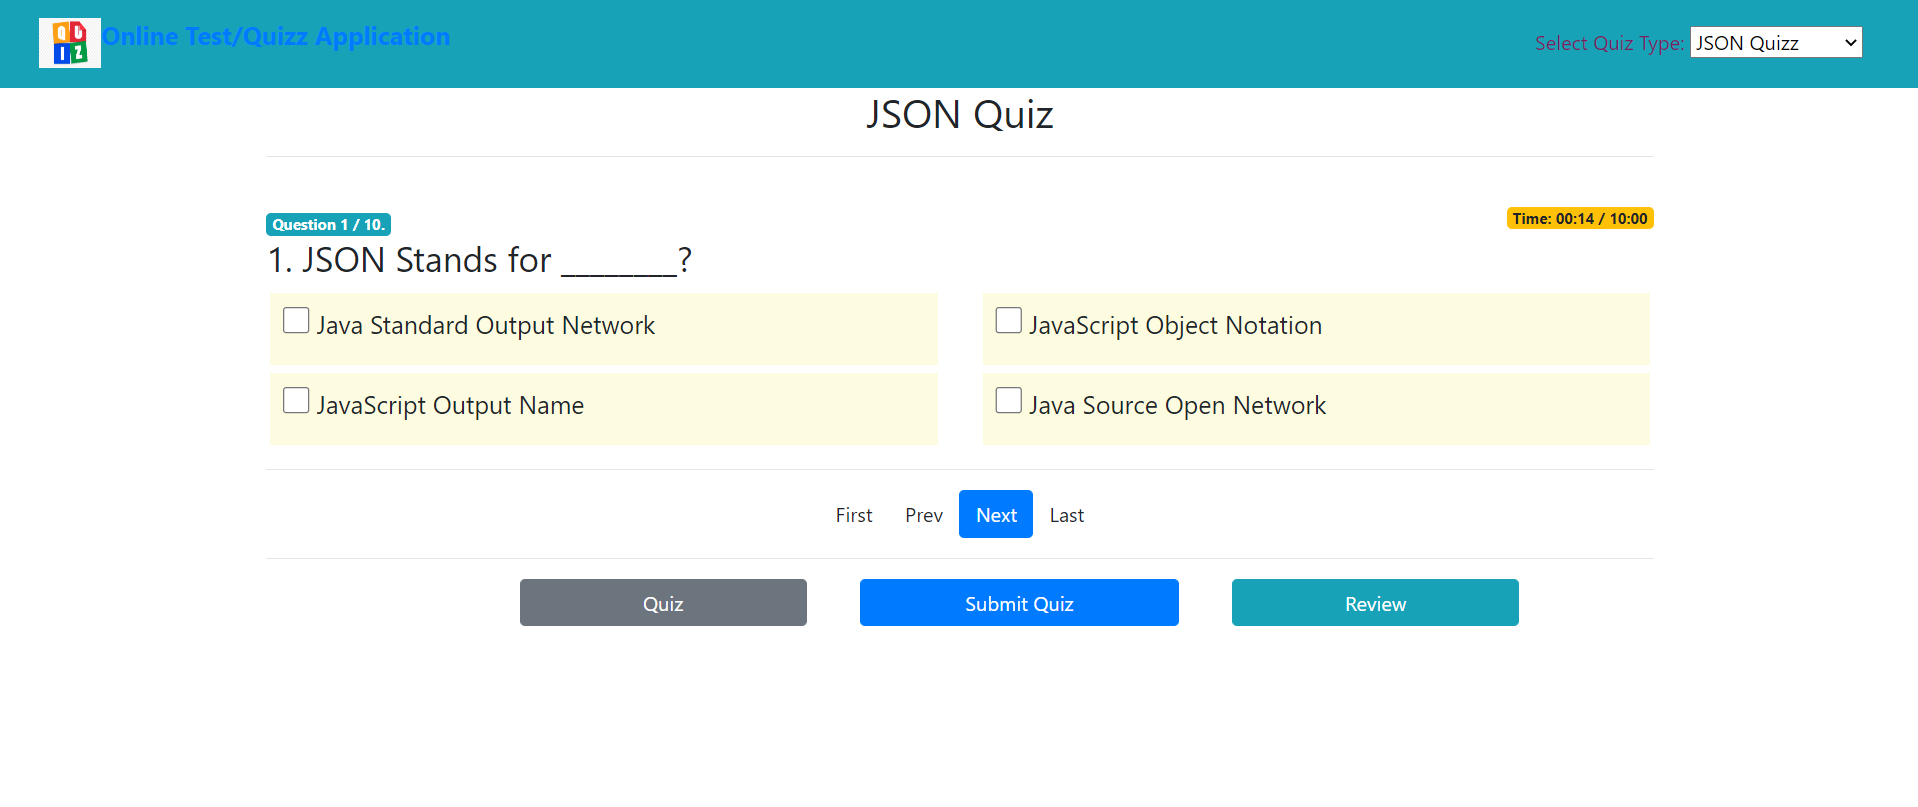 QUIZ
Online Test/Quizz Application
Select Quiz Type: JSON Quizz
JSON Quiz
Question 1 / 10.
Time: 00:14 / 10:00
1. JSON Stands for ________?
Java Standard Output Network
JavaScript Object Notation
JavaScript Output Name
Java Source Open Network
First Prev Next Last
Quiz Submit Quiz Review